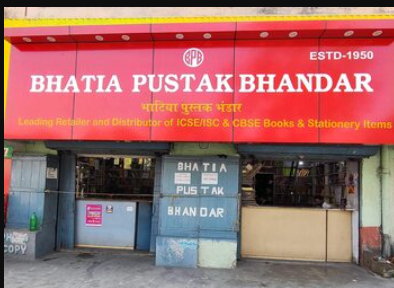 BPB
ESTD-1950
BHATIA PUSTAK BHANDAR
भाटिया पुस्तक भंडार
Leading Retailer and Distributor of ICSE/ISC & CBSE Books & Stationery Items
BHATIA
PUSTAK
BHANDAR
COPY